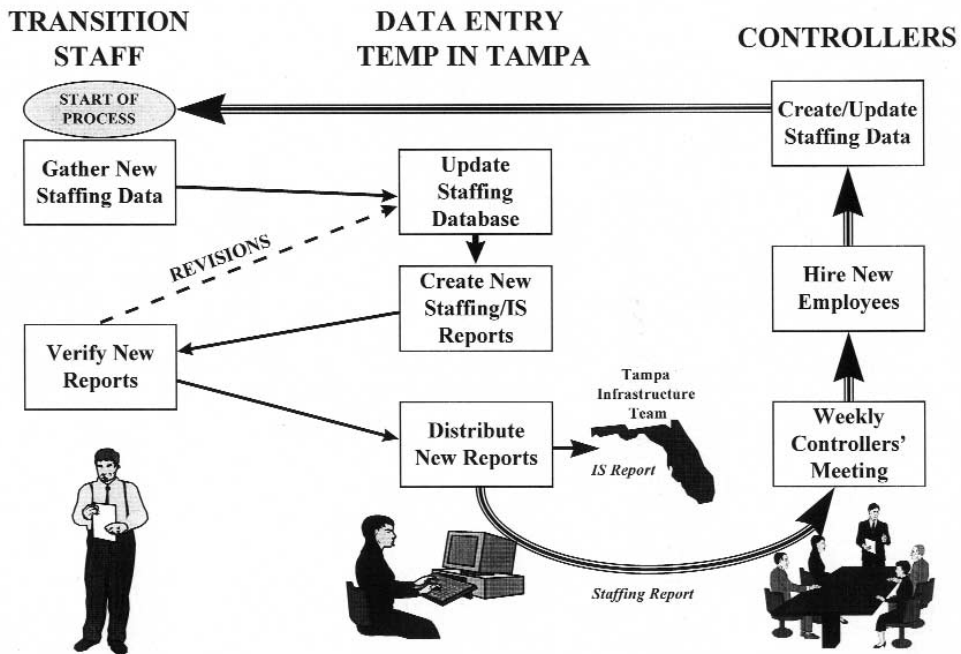 TRANSITION
STAFF
DATA ENTRY
TEMP IN TAMPA
CONTROLLERS
START OF
PROCESS
Gather New
Staffing Data
Update
Staffing
Database
Create/Update
Staffing Data
REVISIONS
Create New
Staffing/IS
Reports
Hire New
Employees
Verify New
Reports
Distribute
New Reports
Tampa
Infrastructure
Team
IS Report
Weekly
Controllers'
Meeting
Staffing Report